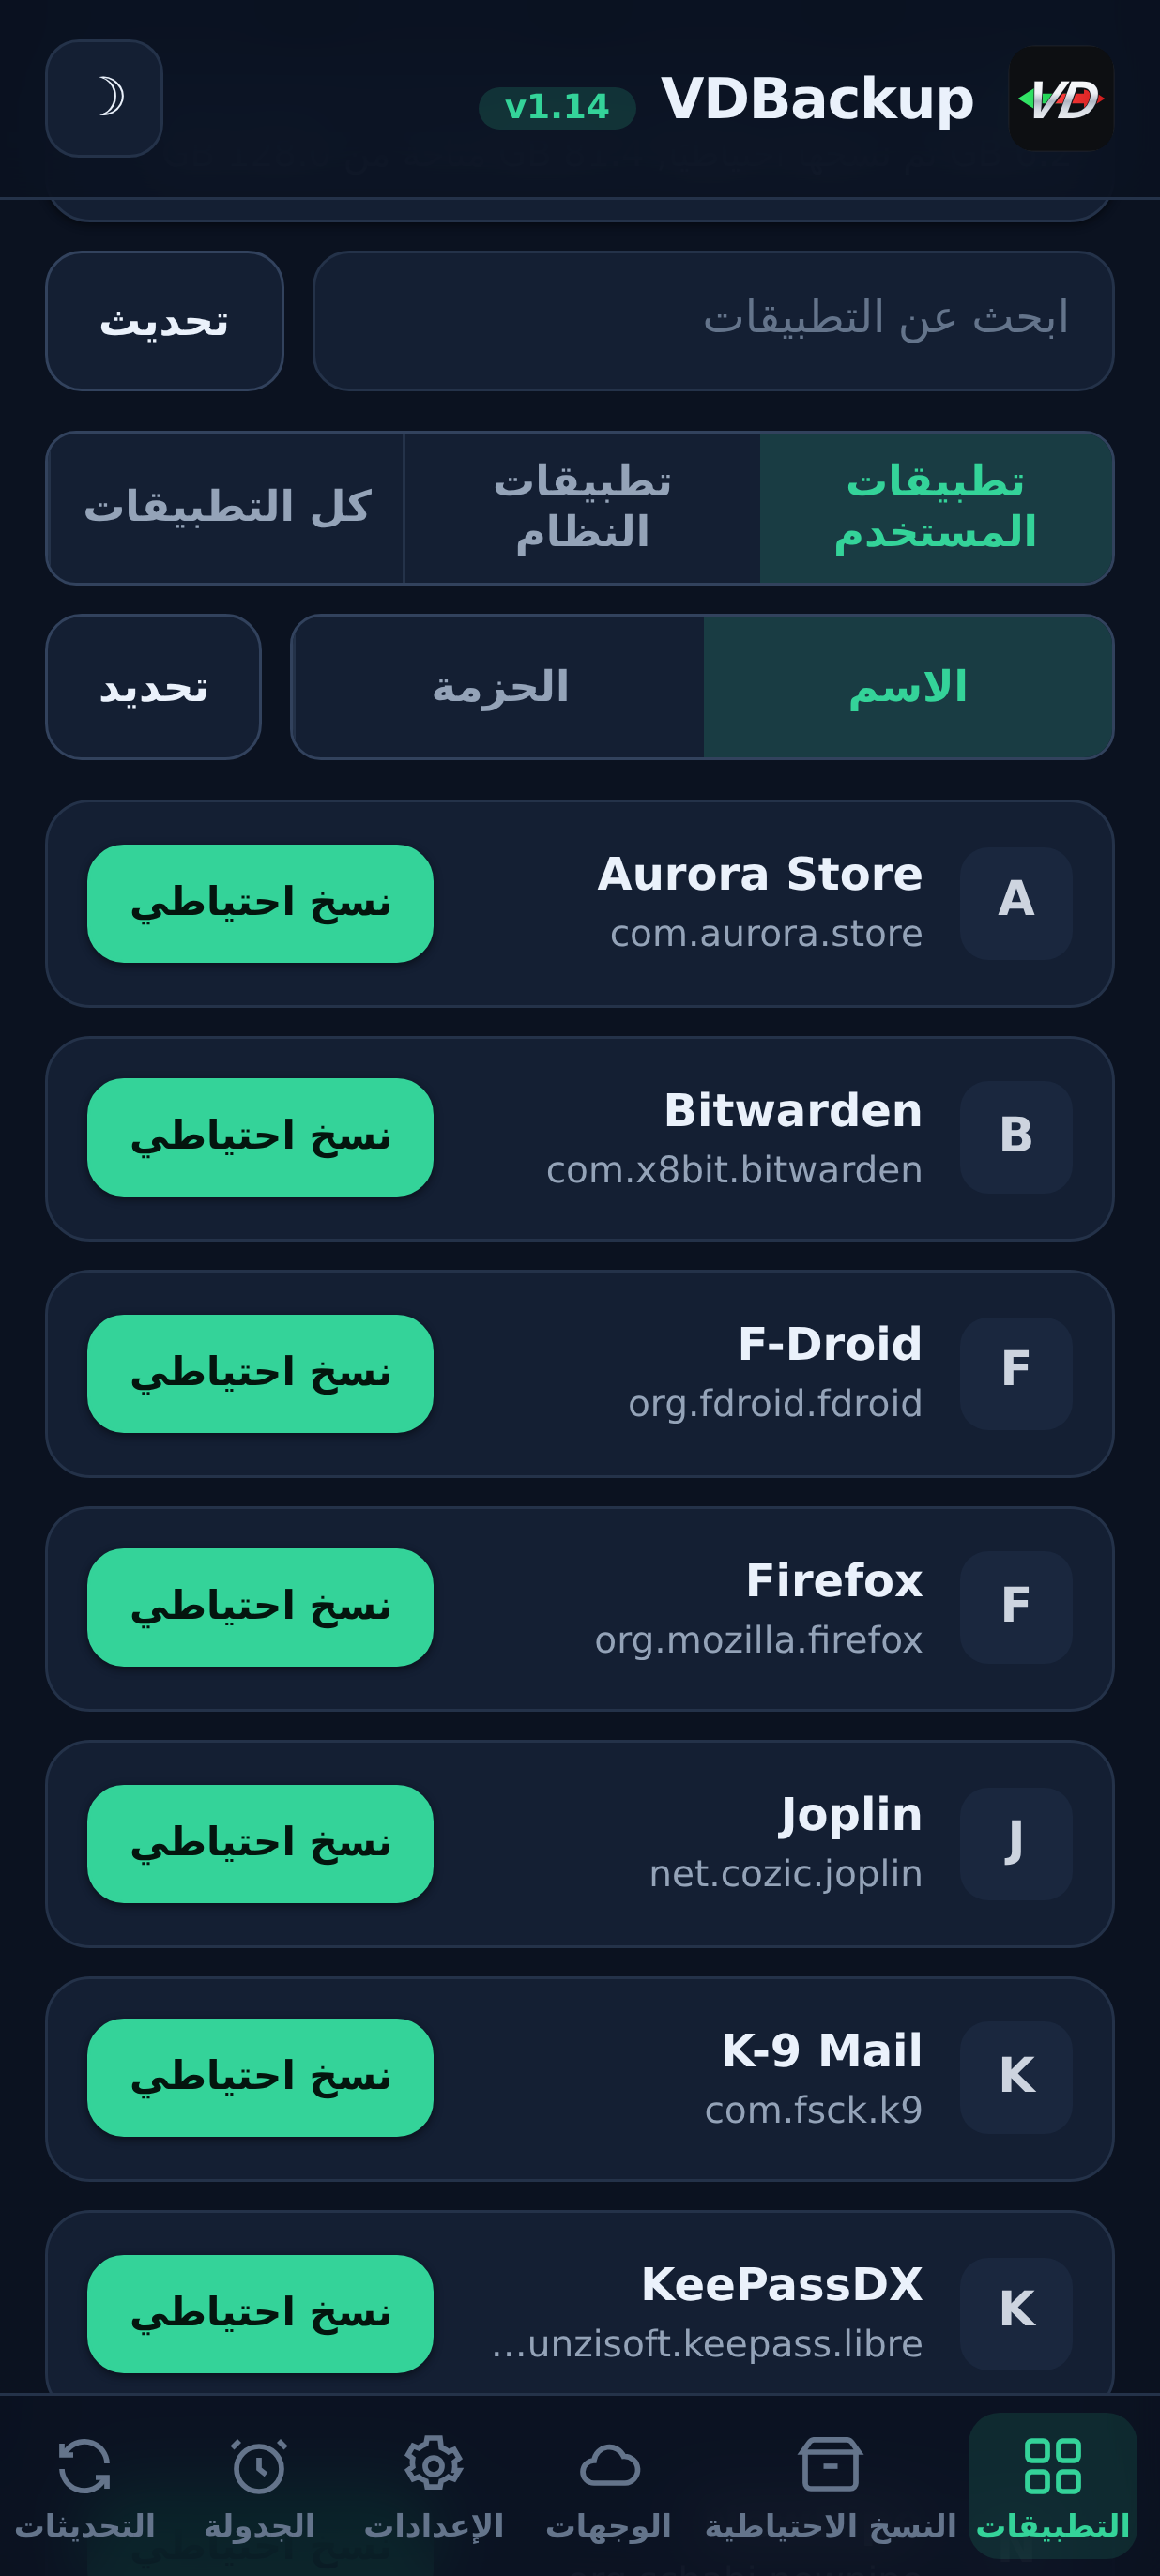 VD
VDBackup
v1.14
☽
ابحث عن التطبيقات
تحديث
تطبيقات
المستخدم
تطبيقات
النظام
كل التطبيقات
الاسم
الحزمة
تحديد
A
Aurora Store
com.aurora.store
نسخ احتياطي
B
Bitwarden
com.x8bit.bitwarden
نسخ احتياطي
F
F-Droid
org.fdroid.fdroid
نسخ احتياطي
F
Firefox
org.mozilla.firefox
نسخ احتياطي
J
Joplin
net.cozic.joplin
نسخ احتياطي
K
K-9 Mail
com.fsck.k9
نسخ احتياطي
K
KeePassDX
...unzisoft.keepass.libre
نسخ احتياطي
التطبيقات
النسخ الاحتياطية
الوجهات
الإعدادات
الجدولة
التحديثات